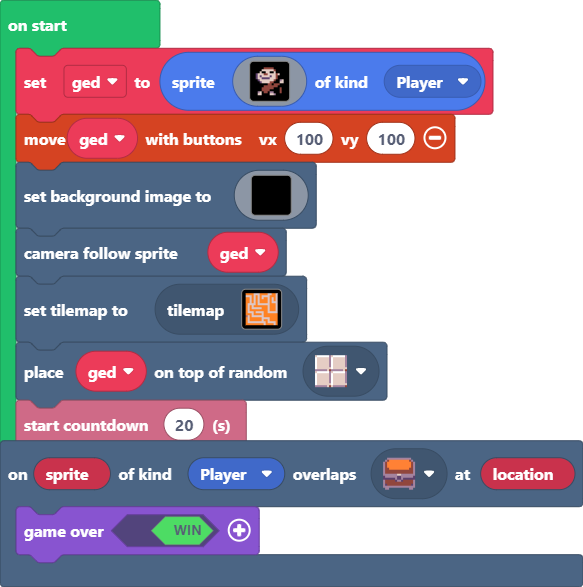 on start
set ged to sprite of kind Player
move ged with buttons vx 100 vy 100
set background image to
camera follow sprite ged
set tilemap to tilemap
place ged on top of random
start countdown 20 (s)
on sprite of kind Player overlaps at location
game over WIN